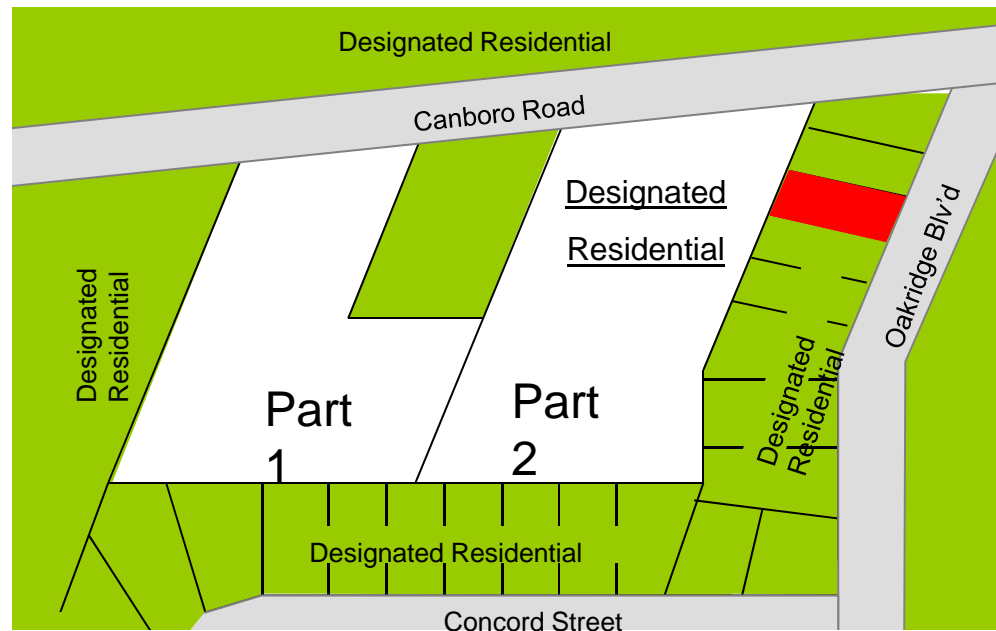 Designated Residential
Canboro Road
Designated
Residential
Oakridge Blv'd
Designated
Residential
Part
1
Part
2
Designated
Residential
Designated Residential
Concord Street